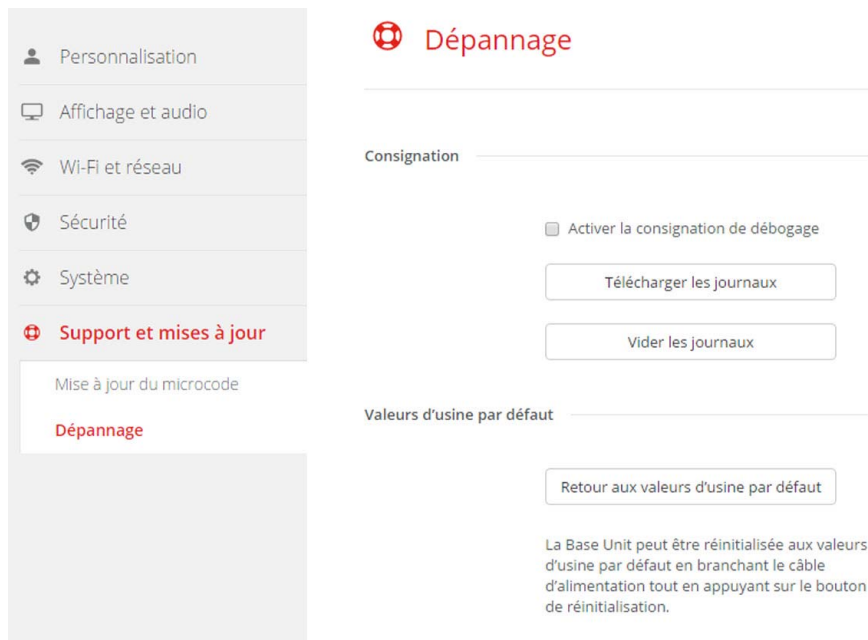 Personnalisation
Affichage et audio
Wi-Fi et réseau
Sécurité
Système
Support et mises à jour
Mise à jour du microcode
Dépannage
Dépannage
Consignation
Activer la consignation de débogage
Télécharger les journaux
Vider les journaux
Valeurs d'usine par défaut
Retour aux valeurs d'usine par défaut
La Base Unit peut être réinitialisée aux valeurs
d'usine par défaut en branchant le câble
d'alimentation tout en appuyant sur le bouton
de réinitialisation.